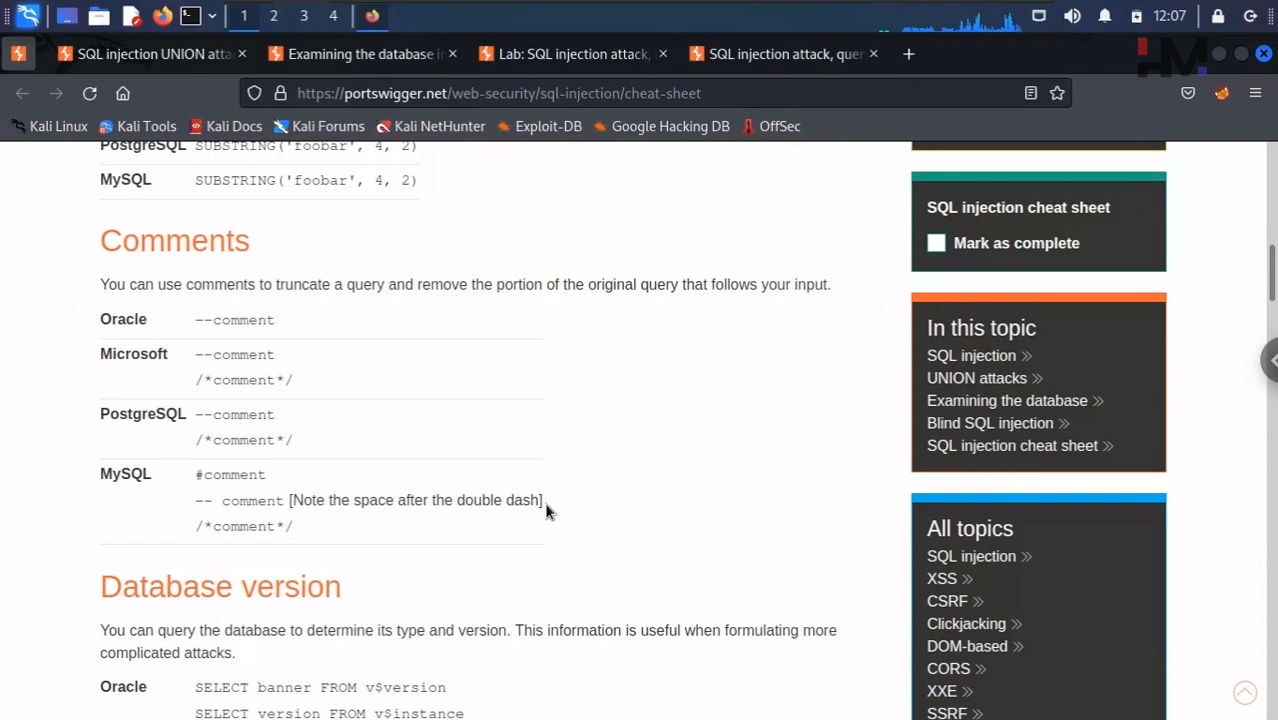 1 2 3 4 12:07
SQL injection UNION atta × Examining the database in × Lab: SQL injection attack, × SQL injection attack, quer × +
HM
https://portswigger.net/web-security/sql-injection/cheat-sheet
Kali Linux Kali Tools Kali Docs Kali Forums Kali NetHunter Exploit-DB Google Hacking DB OffSec
PostgreSQL SUBSTRING('foobar', 4, 2)
MySQL SUBSTRING('foobar', 4, 2)
Comments
You can use comments to truncate a query and remove the portion of the original query that follows your input.
Oracle --comment
Microsoft --comment
/*comment*/
PostgreSQL --comment
/*comment*/
MySQL #comment
-- comment [Note the space after the double dash]
/*comment*/
Database version
You can query the database to determine its type and version. This information is useful when formulating more
complicated attacks.
Oracle SELECT banner FROM v$version
SELECT version FROM v$instance
SQL injection cheat sheet
Mark as complete
In this topic
SQL injection »
UNION attacks »
Examining the database »
Blind SQL injection »
SQL injection cheat sheet »
All topics
SQL injection »
XSS »
CSRF »
Clickjacking »
DOM-based »
CORS »
XXE »
SSRF »